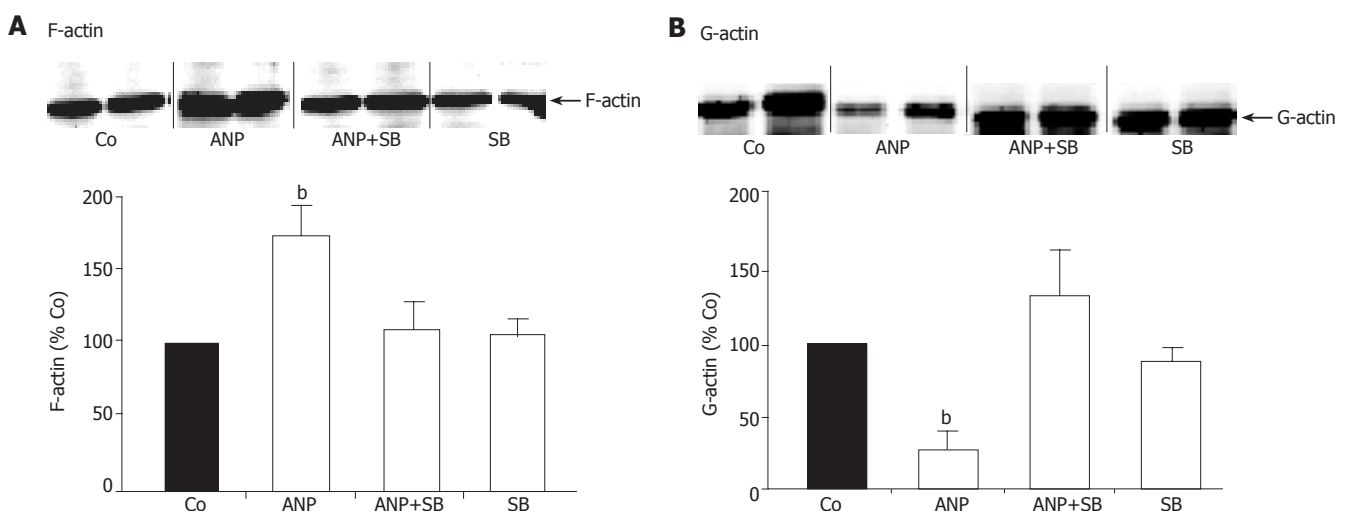 A F-actin
F-actin
Co ANP ANP+SB SB
b
200
150
100
50
0
F-actin (% Co)
Co ANP ANP+SB SB
B G-actin
G-actin
Co ANP ANP+SB SB
200
150
100
50
0
G-actin (% Co)
b
Co ANP ANP+SB SB